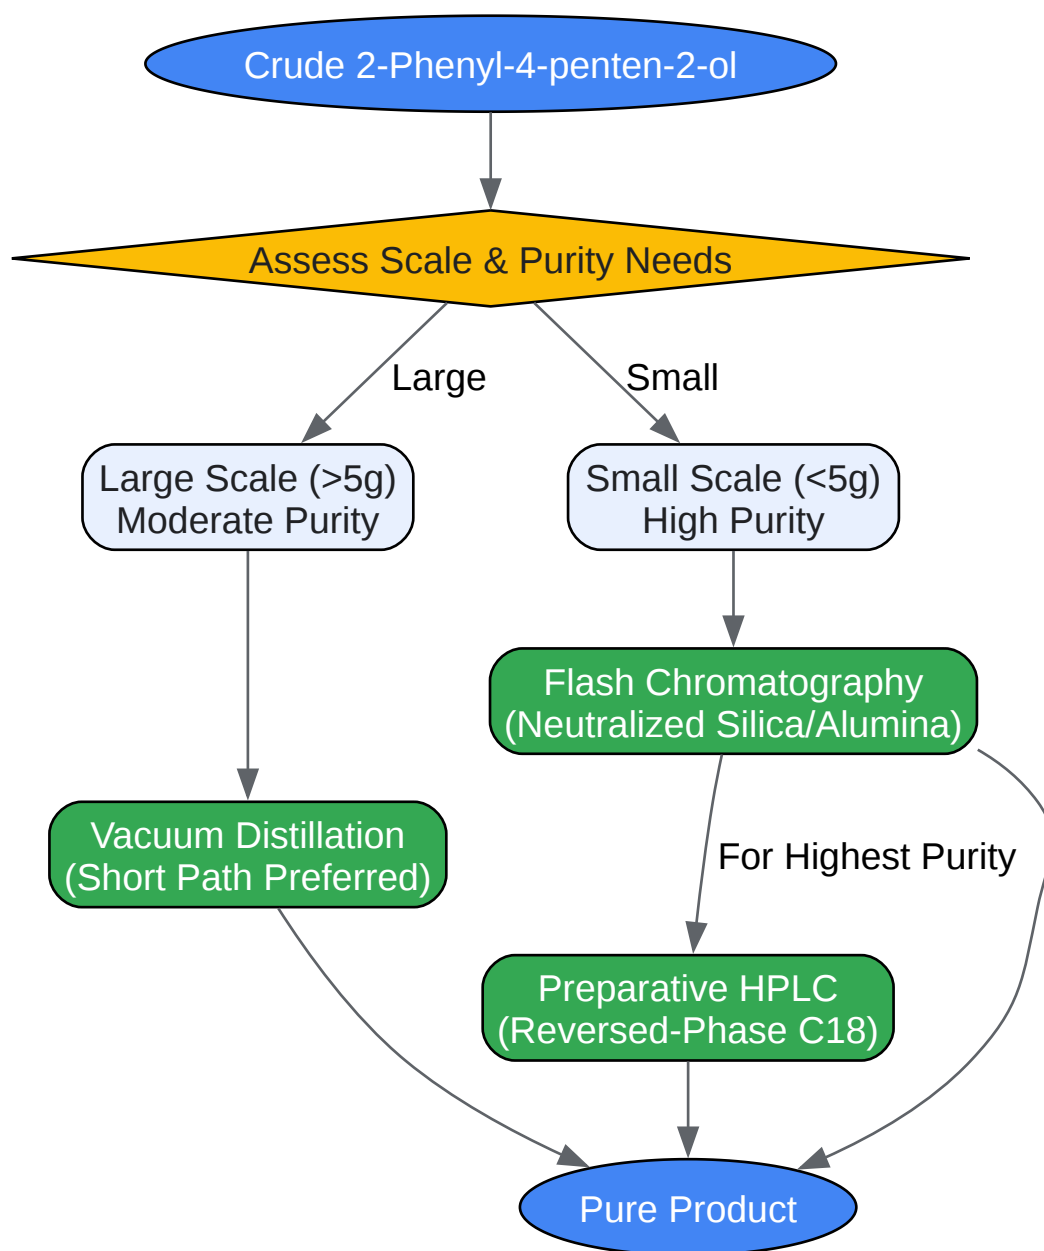 Crude 2-Phenyl-4-penten-2-ol
Assess Scale & Purity Needs
Large
Small
Large Scale (>5g)
Moderate Purity
Small Scale (<5g)
High Purity
Flash Chromatography
(Neutralized Silica/Alumina)
Vacuum Distillation
(Short Path Preferred)
For Highest Purity
Preparative HPLC
(Reversed-Phase C18)
Pure Product